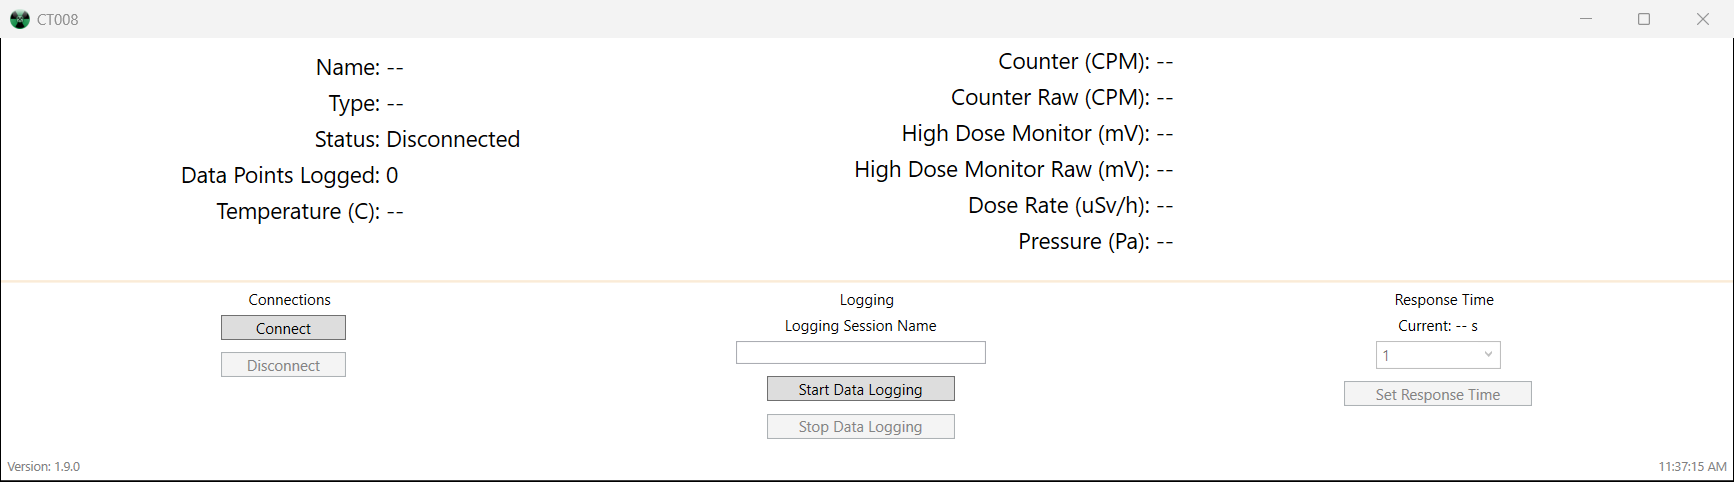 CT008
Name: --
Type: --
Status: Disconnected
Data Points Logged: 0
Temperature (C): --
Counter (CPM): --
Counter Raw (CPM): --
High Dose Monitor (mV): --
High Dose Monitor Raw (mV): --
Dose Rate (uSv/h): --
Pressure (Pa): --
Connections
Connect
Disconnect
Logging
Logging Session Name
Start Data Logging
Stop Data Logging
Response Time
Current: -- s
1
Set Response Time
Version: 1.9.0
11:37:15 AM